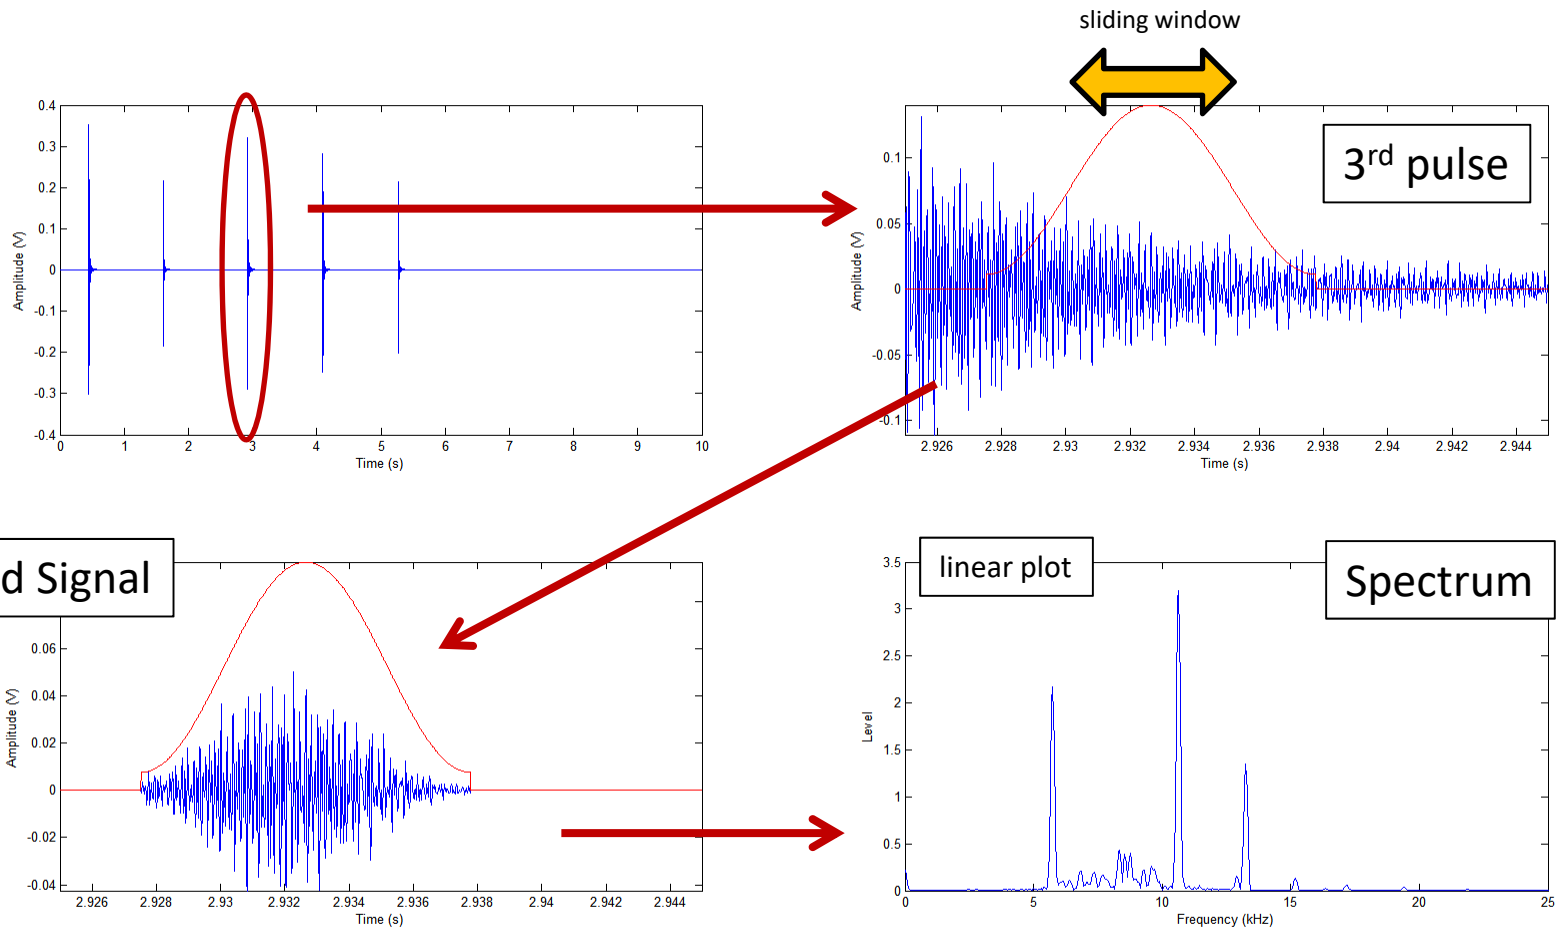 sliding window
0.4
0.3
0.2
0.1
0
-0.1
-0.2
-0.3
-0.4
Amplitude (V)
0 1 2 3 4 5 6 7 8 9 10
Time (s)
3rd pulse
0.1
0.05
0
-0.05
-0.1
Amplitude (V)
2.926 2.928 2.93 2.932 2.934 2.936 2.938 2.94 2.942 2.944
Time (s)
d Signal
0.06
0.04
0.02
0
-0.02
-0.04
Amplitude (V)
2.926 2.928 2.93 2.932 2.934 2.936 2.938 2.94 2.942 2.944
Time (s)
linear plot
Spectrum
3.5
3
2.5
2
1.5
1
0.5
0
Level
0 5 10 15 20 25
Frequency (kHz)